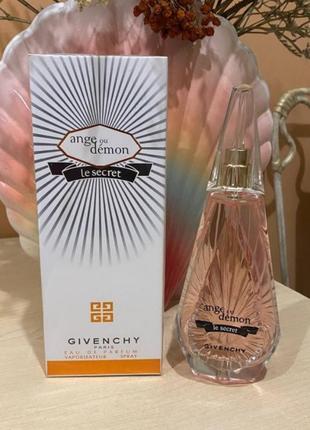 ange ou
démon
le secret
GIVENCHY
PARIS
EAU DE PARFUM
VAPORISATEUR SPRAY
ange ou
démon
le secret
GIVENCHY